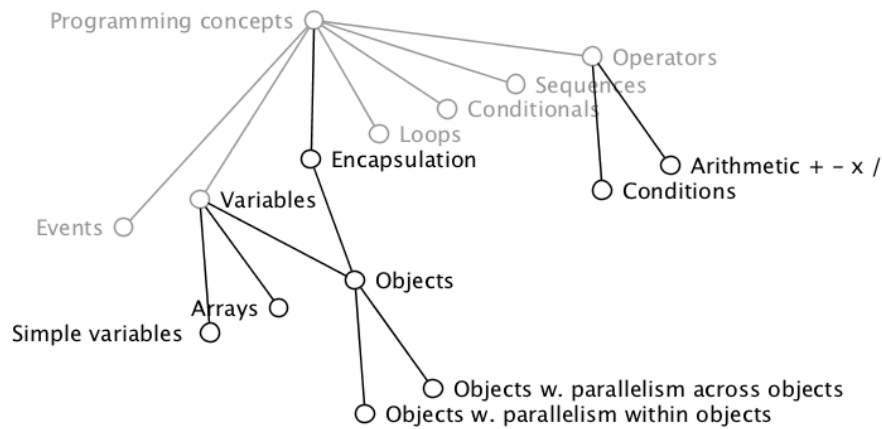 Programming concepts
Operators
Sequences
Conditionals
Loops
Encapsulation
Arithmetic + – x /
Conditions
Variables
Events
Objects
Arrays
Simple variables
Objects w. parallelism across objects
Objects w. parallelism within objects